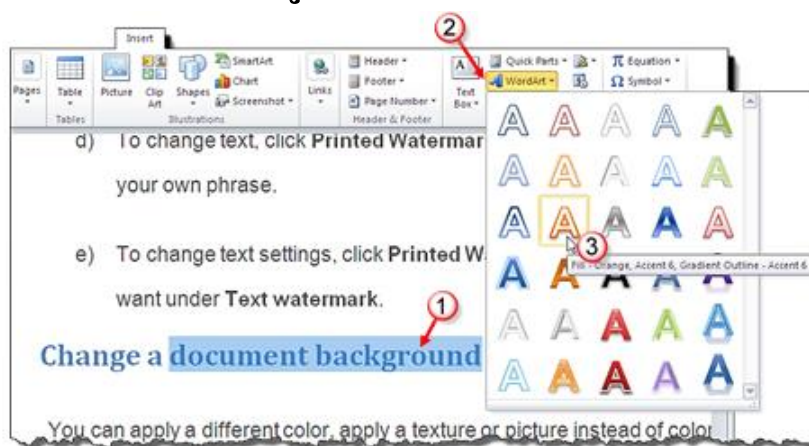 Insert
2
SmartArt
Header
Quick Parts
Equation
Pages
Table
Picture
Clip Art
Shapes
Chart
Screenshot
Links
Footer
Page Number
A
Text Box
WordArt
Symbol
Tables
Illustrations
Header & Footer
d) To change text, click Printed Watermar
your own phrase.
e) To change text settings, click Printed W
want under Text watermark.
3
Fill - Orange, Accent 6, Gradient Outline - Accent 6
1
Change a document background
You can apply a different color, apply a texture or picture instead of color
A A A A A
A A A A A
A A A A A
A A A A A
A A A A A
A A A A A